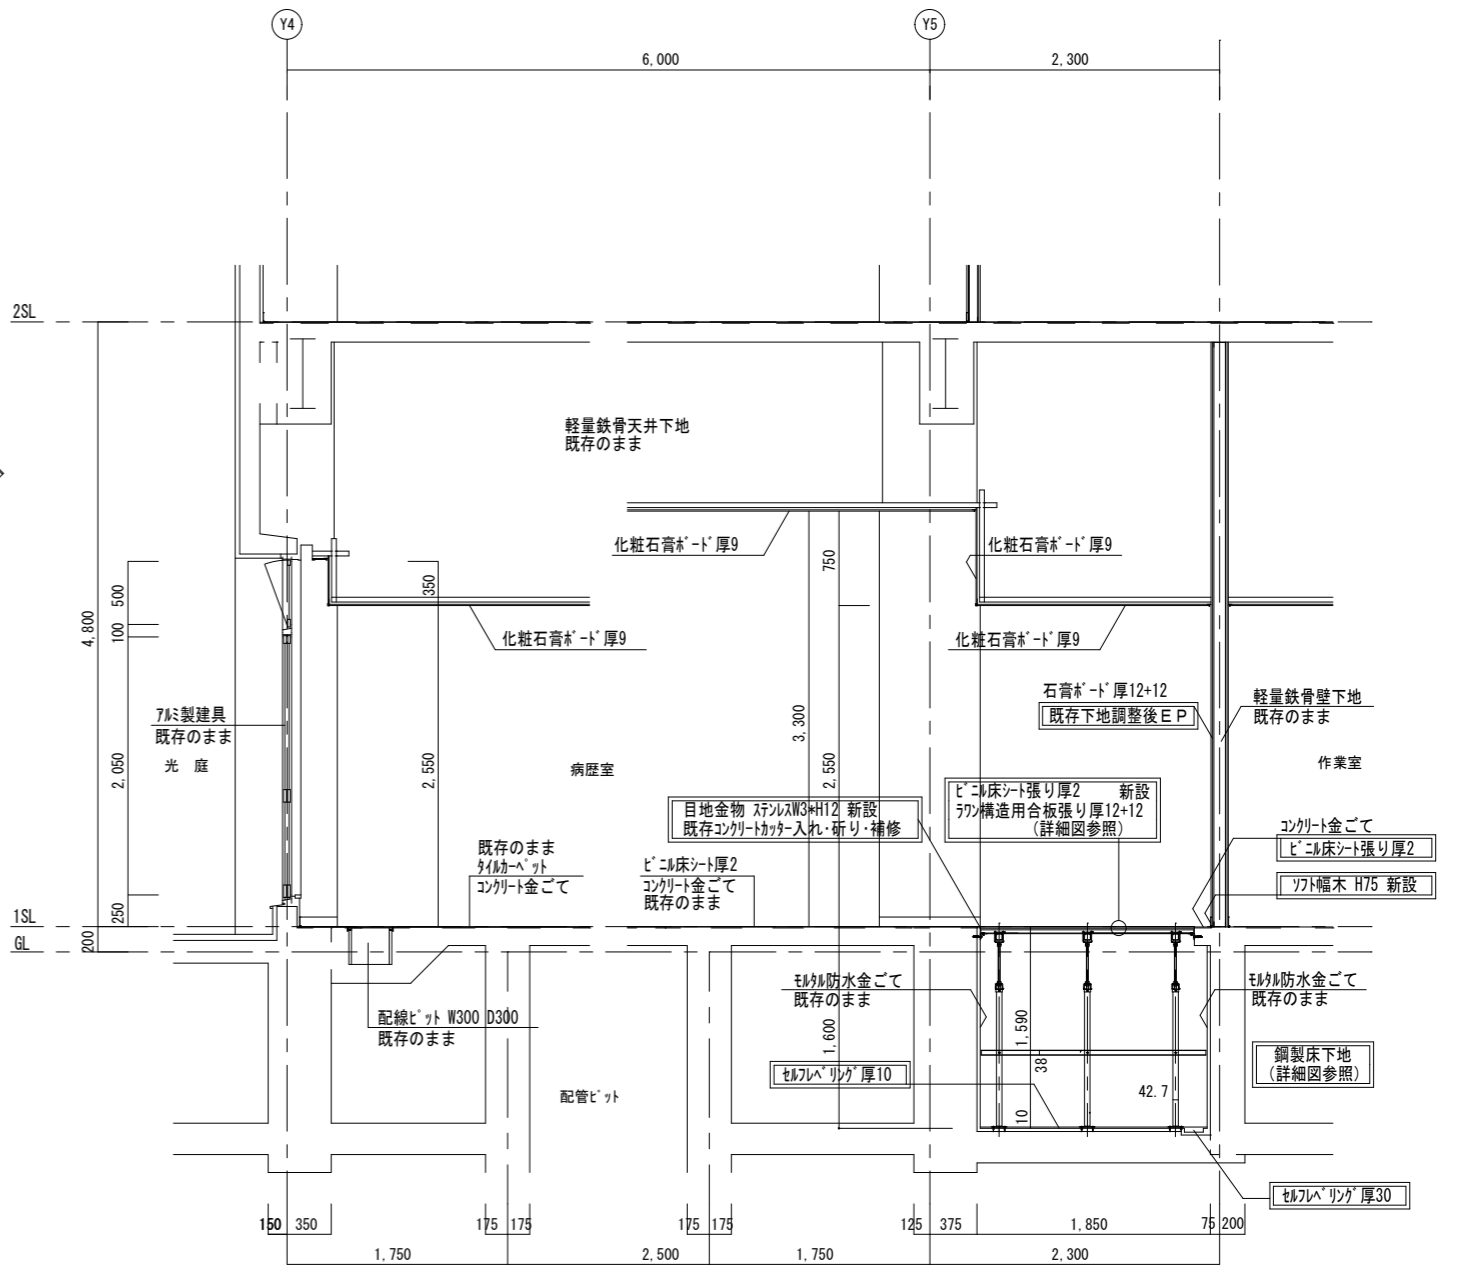 Y4
Y5
6,000
2,300
2SL
軽量鉄骨天井下地
既存のまま
化粧石膏ボード厚9
化粧石膏ボード厚9
750
350
500
100
4,800
化粧石膏ボード厚9
化粧石膏ボード厚9
石膏ボード厚12+12
既存下地調整後EP
軽量鉄骨壁下地
既存のまま
アルミ製建具
既存のまま
光 庭
2,050
2,550
病歴室
3,300
2,550
作業室
目地金物 ステンレスW3*H12 新設
既存コンクリートカッター入れ・斫り・補修
ビニル床シート張り厚2 新設
ラワン構造用合板張り厚12+12
(詳細図参照)
コンクリート金ごて
ビニル床シート張り厚2
既存のまま
タイルカーペット
コンクリート金ごて
ビニル床シート厚2
コンクリート金ごて
既存のまま
ソフト幅木 H75 新設
1SL
250
GL
200
モルタル防水金ごて
既存のまま
モルタル防水金ごて
既存のまま
配線ピット W300 D300
既存のまま
1,600
1,590
38
鋼製床下地
(詳細図参照)
セルフレベリング厚10
配管ピット
42.7
10
セルフレベリング厚30
150
350
175
175
175
175
125
375
1,850
75
200
1,750
2,500
1,750
2,300